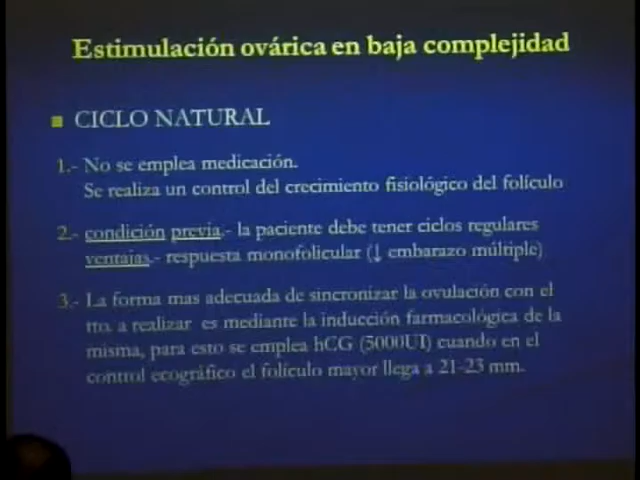 Estimulación ovárica en baja complejidad
CICLO NATURAL
1.- No se emplea medicación.
Se realiza un control del crecimiento fisiológico del folículo
2.- condición previa.- la paciente debe tener ciclos regulares
ventajas.- respuesta monofolicular (↓ embarazo múltiple)
3.- La forma mas adecuada de sincronizar la ovulación con el
tto. a realizar es mediante la inducción farmacológica de la
misma, para esto se emplea hCG (5000UI) cuando en el
control ecográfico el folículo mayor llega a 21-23 mm.